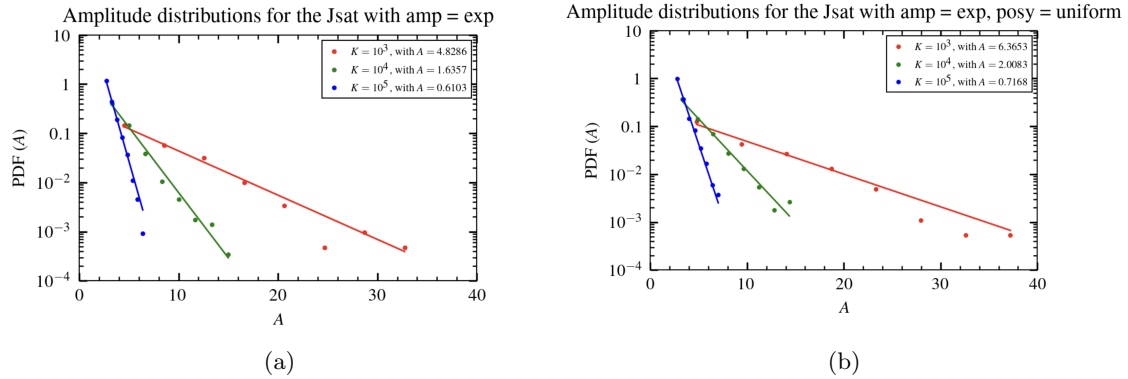 Amplitude distributions for the Jsat with amp = exp
10
1
0.1
10−2
10−3
10−4
PDF (A)
K = 10^3, with A = 4.8286
K = 10^4, with A = 1.6357
K = 10^5, with A = 0.6103
0 10 20 30 40
A
(a)
Amplitude distributions for the Jsat with amp = exp, posy = uniform
10
1
0.1
10−2
10−3
10−4
PDF (A)
K = 10^3, with A = 6.3653
K = 10^4, with A = 2.0083
K = 10^5, with A = 0.7168
0 10 20 30 40
A
(b)